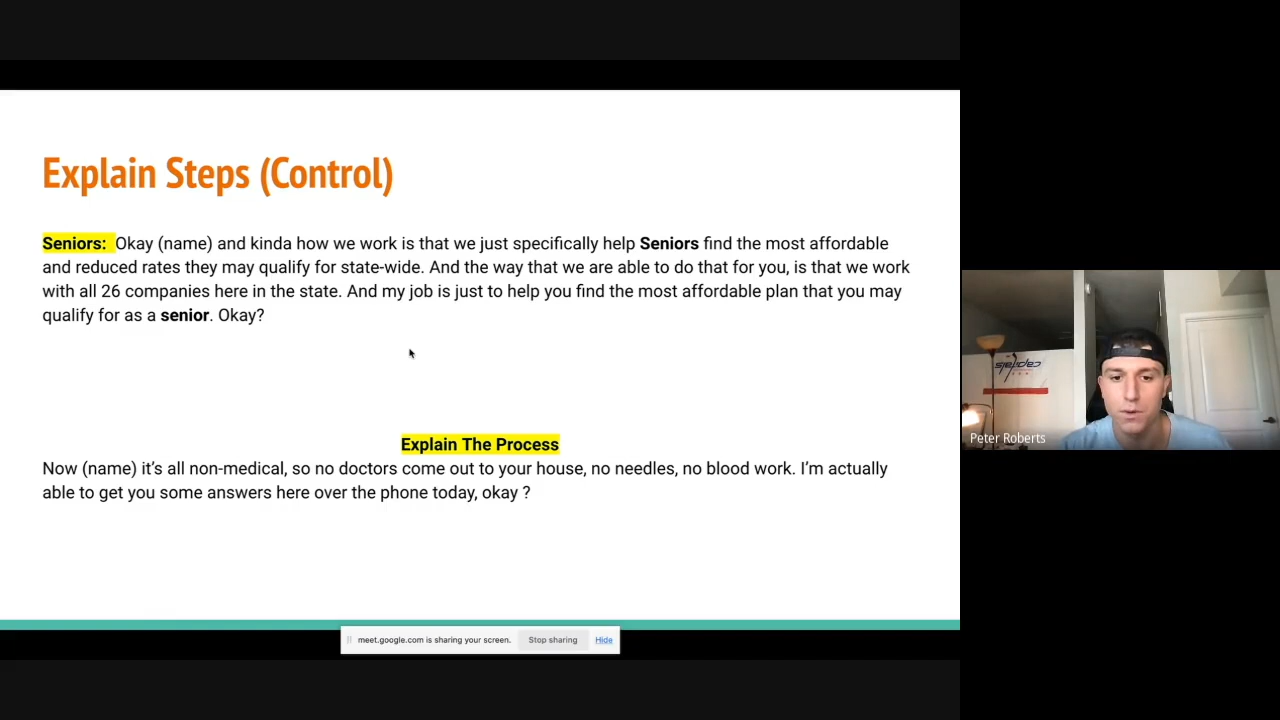 Explain Steps (Control)
Seniors: Okay (name) and kinda how we work is that we just specifically help Seniors find the most affordable
and reduced rates they may qualify for state-wide. And the way that we are able to do that for you, is that we work
with all 26 companies here in the state. And my job is just to help you find the most affordable plan that you may
qualify for as a senior. Okay?
Explain The Process
Now (name) it’s all non-medical, so no doctors come out to your house, no needles, no blood work. I’m actually
able to get you some answers here over the phone today, okay ?
meet.google.com is sharing your screen. Stop sharing Hide
capitals
Peter Roberts